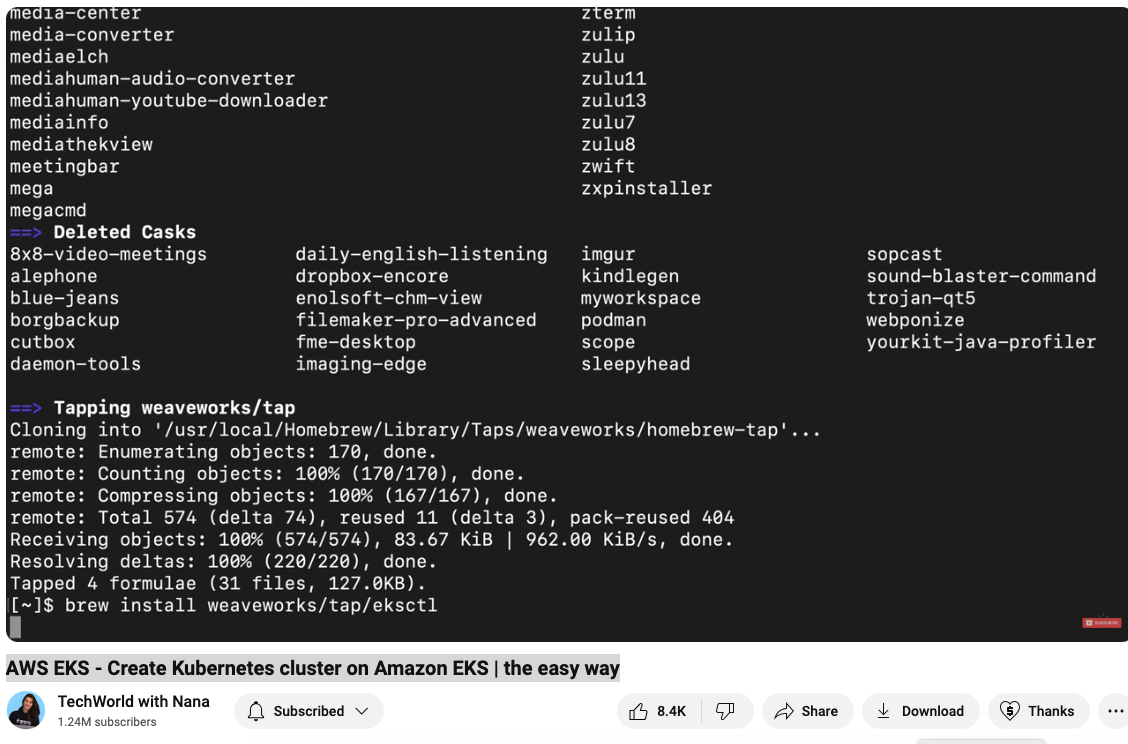 media-center zterm
media-converter zulip
mediaelch zulu
mediahuman-audio-converter zulu11
mediahuman-youtube-downloader zulu13
mediainfo zulu7
mediathekview zulu8
meetingbar zwift
mega zxpinstaller
megacmd
==> Deleted Casks
8x8-video-meetings daily-english-listening imgur sopcast
alephone dropbox-encore kindlegen sound-blaster-command
blue-jeans enolsoft-chm-view myworkspace trojan-qt5
borgbackup filemaker-pro-advanced podman webponize
cutbox fme-desktop scope yourkit-java-profiler
daemon-tools imaging-edge sleepyhead
==> Tapping weaveworks/tap
Cloning into '/usr/local/Homebrew/Library/Taps/weaveworks/homebrew-tap'...
remote: Enumerating objects: 170, done.
remote: Counting objects: 100% (170/170), done.
remote: Compressing objects: 100% (167/167), done.
remote: Total 574 (delta 74), reused 11 (delta 3), pack-reused 404
Receiving objects: 100% (574/574), 83.67 KiB | 962.00 KiB/s, done.
Resolving deltas: 100% (220/220), done.
Tapped 4 formulae (31 files, 127.0KB).
[~]$ brew install weaveworks/tap/eksctl
SUBSCRIBE
AWS EKS - Create Kubernetes cluster on Amazon EKS | the easy way
TechWorld with Nana
1.24M subscribers
Subscribed
8.4K
Share
Download
Thanks